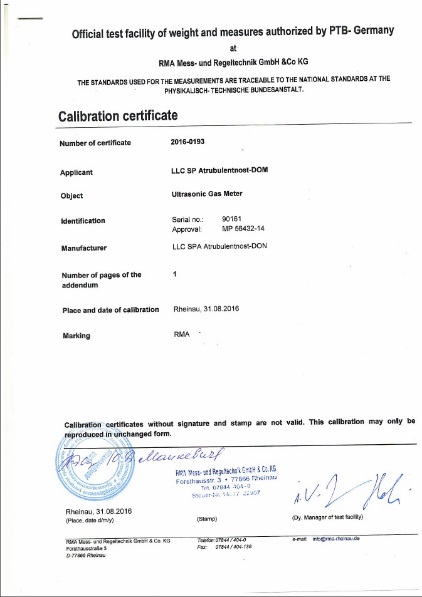 Official test facility of weight and measures authorized by PTB- Germany
at
RMA Mess- und Regeltechnik GmbH &Co KG
THE STANDARDS USED FOR THE MEASUREMENTS ARE TRACEABLE TO THE NATIONAL STANDARDS AT THE
PHYSIKALISCH- TECHNISCHE BUNDESANSTALT.
Calibration certificate
Number of certificate 2016-0193
Applicant LLC SP Atrubulentnost-DOM
Object Ultrasonic Gas Meter
Identification Serial no.: 90161
Approval: MP 56432-14
Manufacturer LLC SPA Atrubulentnost-DON
Number of pages of the 1
addendum
Place and date of calibration Rheinau, 31.08.2016
Marking RMA
Calibration certificates without signature and stamp are not valid. This calibration may only be
reproduced in unchanged form.
RMA Mess- und Regeltechnik GmbH & Co. KG
Forsthausstr 3 • 77866 Rheinau
Tel. 07844 404-0
Steuer-Nr.
Rheinau, 31.08.2016
(Place, date d/m/y) (Stamp) (Dy. Manager of test facility)
RMA Mess- und Regeltechnik GmbH & Co. KG Telefon 07844 / 404-0 e-mail: info@rma-rheinau.de
Forsthausstraße 3 Fax: 07844 / 404-138
D-77866 Rheinau